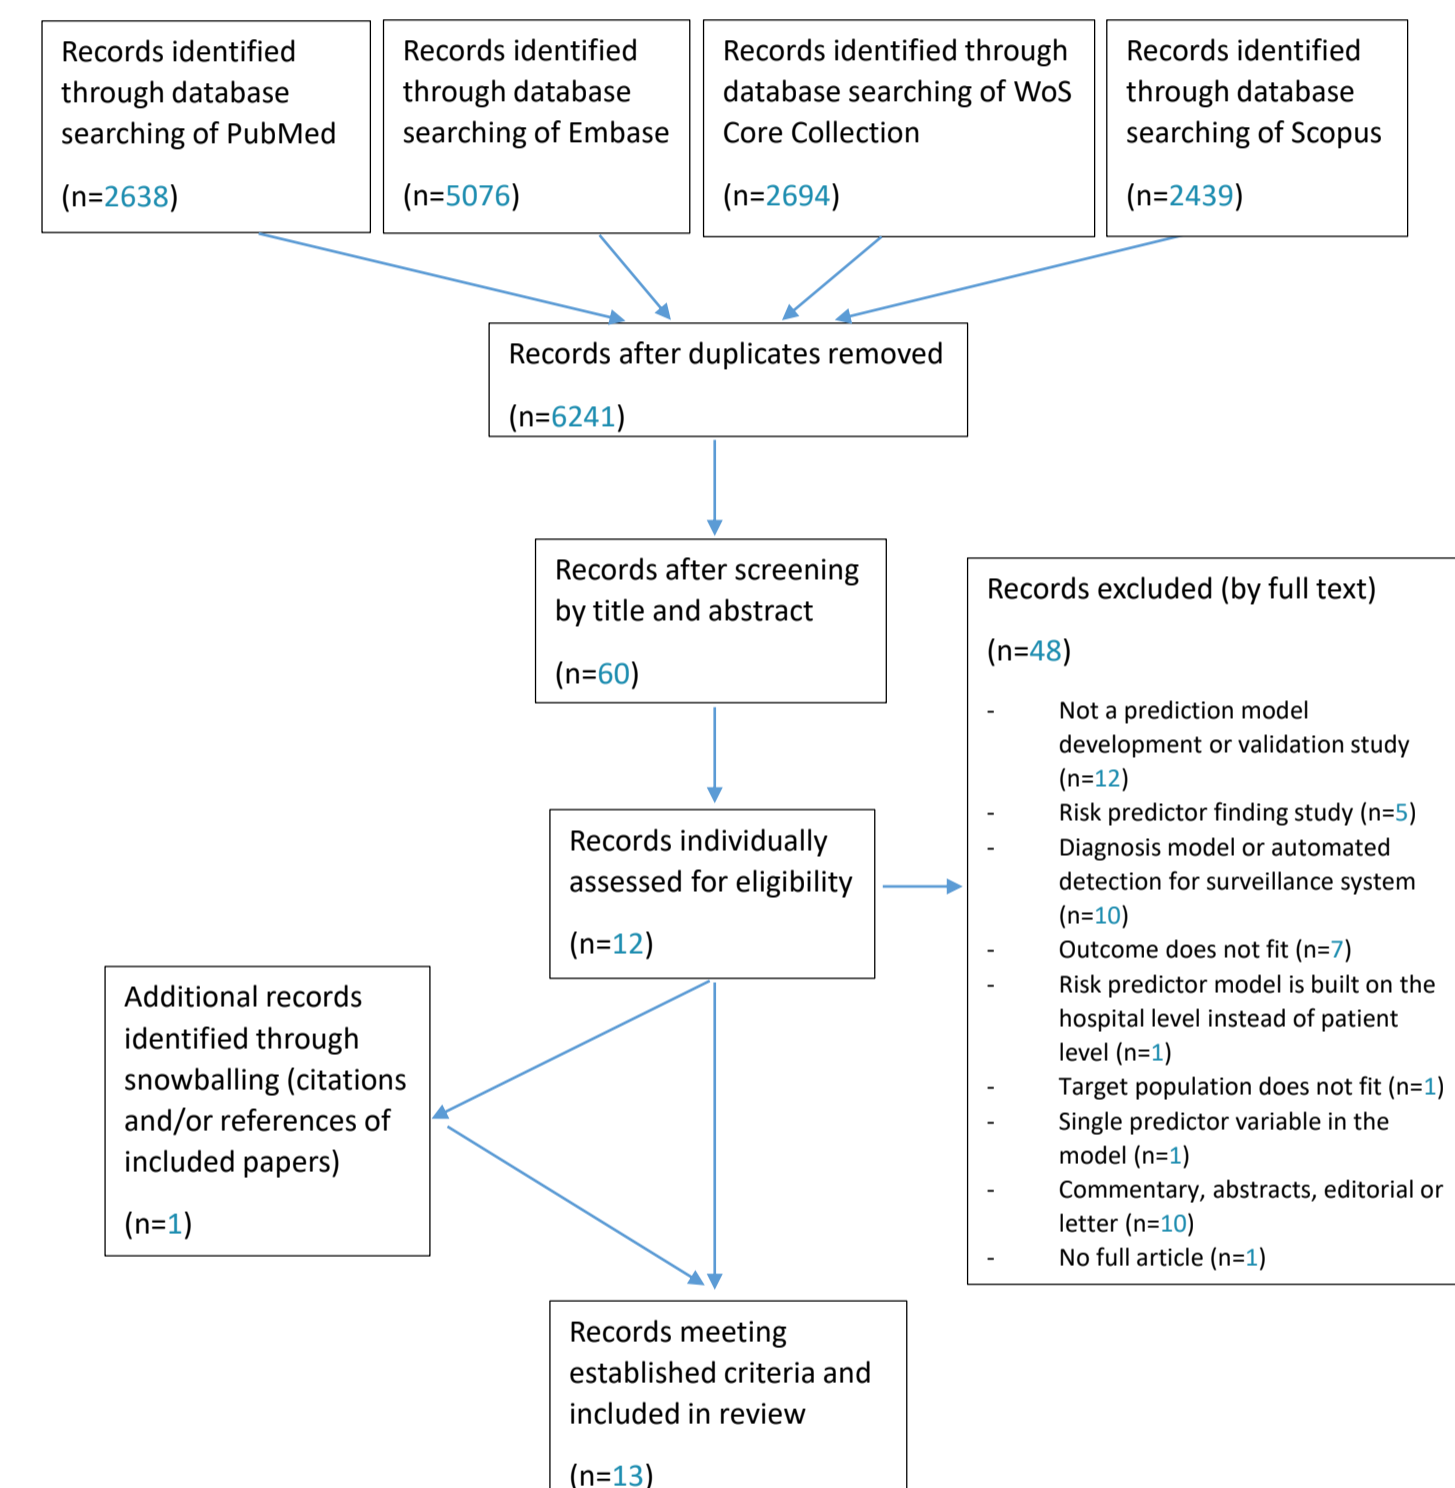 Records identified
through database
searching of PubMed
(n=2638)
Records identified
through database
searching of Embase
(n=5076)
Records identified through
database searching of WoS
Core Collection
(n=2694)
Records identified
through database
searching of Scopus
(n=2439)
Records after duplicates removed
(n=6241)
Records after screening
by title and abstract
(n=60)
Records excluded (by full text)
(n=48)
- Not a prediction model
development or validation study
(n=12)
- Risk predictor finding study (n=5)
- Diagnosis model or automated
detection for surveillance system
(n=10)
- Outcome does not fit (n=7)
- Risk predictor model is built on the
hospital level instead of patient
level (n=1)
- Target population does not fit (n=1)
- Single predictor variable in the
model (n=1)
- Commentary, abstracts, editorial or
letter (n=10)
- No full article (n=1)
Records individually
assessed for eligibility
(n=12)
Additional records
identified through
snowballing (citations
and/or references of
included papers)
(n=1)
Records meeting
established criteria and
included in review
(n=13)